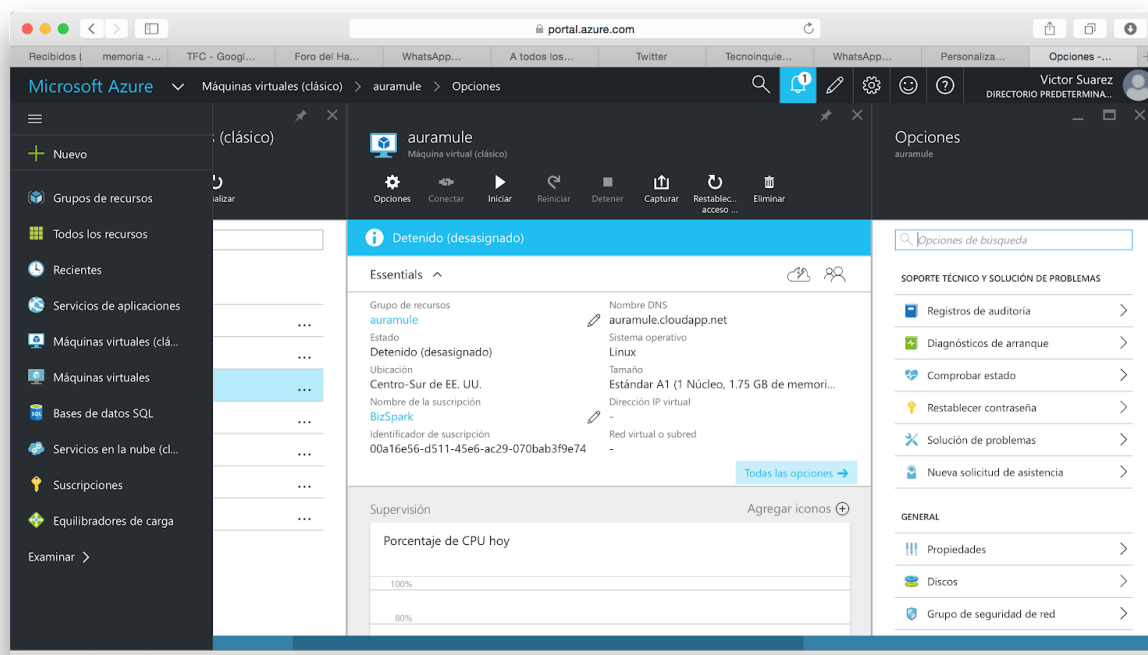 portal.azure.com
Recibidos (
memoria -...
TFC - Googl...
Foro del Ha...
WhatsApp...
A todos los...
Twitter
Tecnoinquie...
WhatsApp...
Personaliza...
Opciones -...
Microsoft Azure
Máquinas virtuales (clásico) > auramule > Opciones
1
Victor Suarez
DIRECTORIO PREDETERMINA...
Nuevo
Grupos de recursos
Todos los recursos
Recientes
Servicios de aplicaciones
Máquinas virtuales (clá...
Máquinas virtuales
Bases de datos SQL
Servicios en la nube (cl...
Suscripciones
Equilibradores de carga
Examinar >
(clásico)
alizar
auramule
Máquina virtual (clásico)
Opciones
Conectar
Iniciar
Reiniciar
Detener
Capturar
Restablec...
acceso ...
Eliminar
Detenido (desasignado)
Essentials
Grupo de recursos
auramule
Estado
Detenido (desasignado)
Ubicación
Centro-Sur de EE. UU.
Nombre de la suscripción
BizSpark
Identificador de suscripción
00a16e56-d511-45e6-ac29-070bab3f9e74
Nombre DNS
auramule.cloudapp.net
Sistema operativo
Linux
Tamaño
Estándar A1 (1 Núcleo, 1.75 GB de memori...
Dirección IP virtual
-
Red virtual o subred
-
Todas las opciones →
Supervisión
Agregar iconos
Porcentaje de CPU hoy
100%
80%
Opciones
auramule
Opciones de búsqueda
SOPORTE TÉCNICO Y SOLUCIÓN DE PROBLEMAS
Registros de auditoría
Diagnósticos de arranque
Comprobar estado
Restablecer contraseña
Solución de problemas
Nueva solicitud de asistencia
GENERAL
Propiedades
Discos
Grupo de seguridad de red